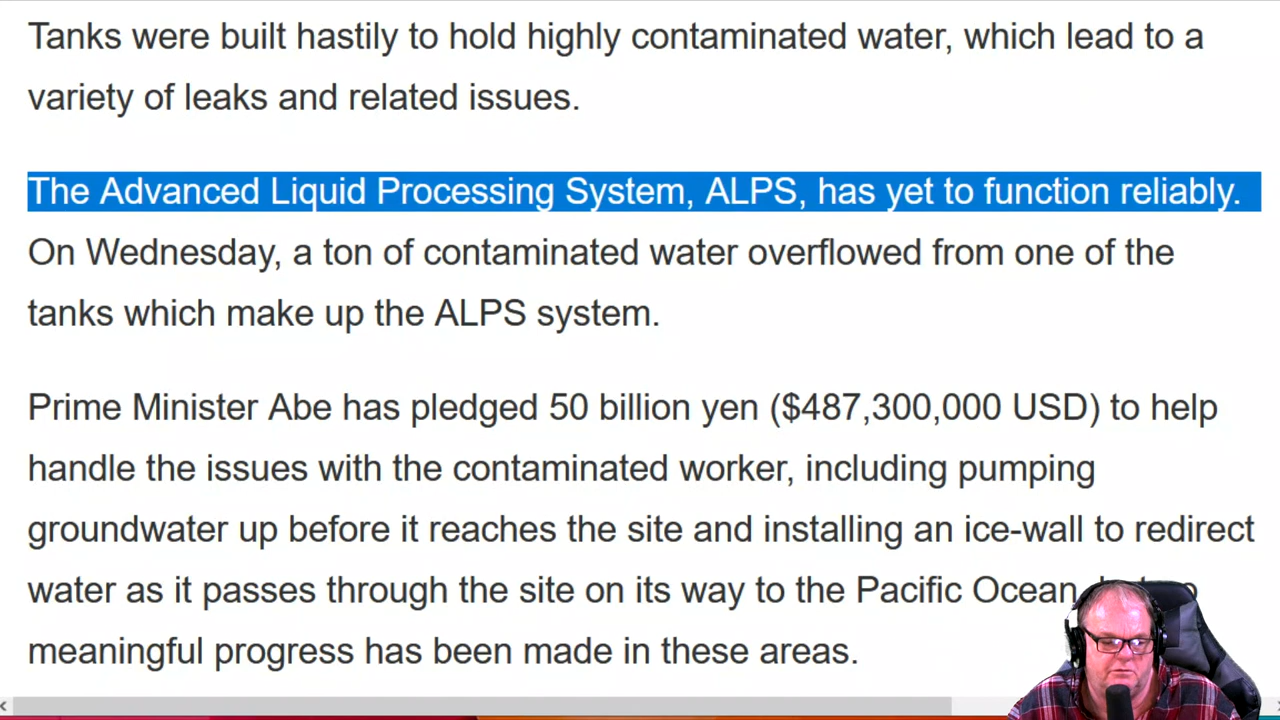 Tanks were built hastily to hold highly contaminated water, which lead to a
variety of leaks and related issues.
The Advanced Liquid Processing System, ALPS, has yet to function reliably.
On Wednesday, a ton of contaminated water overflowed from one of the
tanks which make up the ALPS system.
Prime Minister Abe has pledged 50 billion yen ($487,300,000 USD) to help
handle the issues with the contaminated worker, including pumping
groundwater up before it reaches the site and installing an ice-wall to redirect
water as it passes through the site on its way to the Pacific Ocean
meaningful progress has been made in these areas.